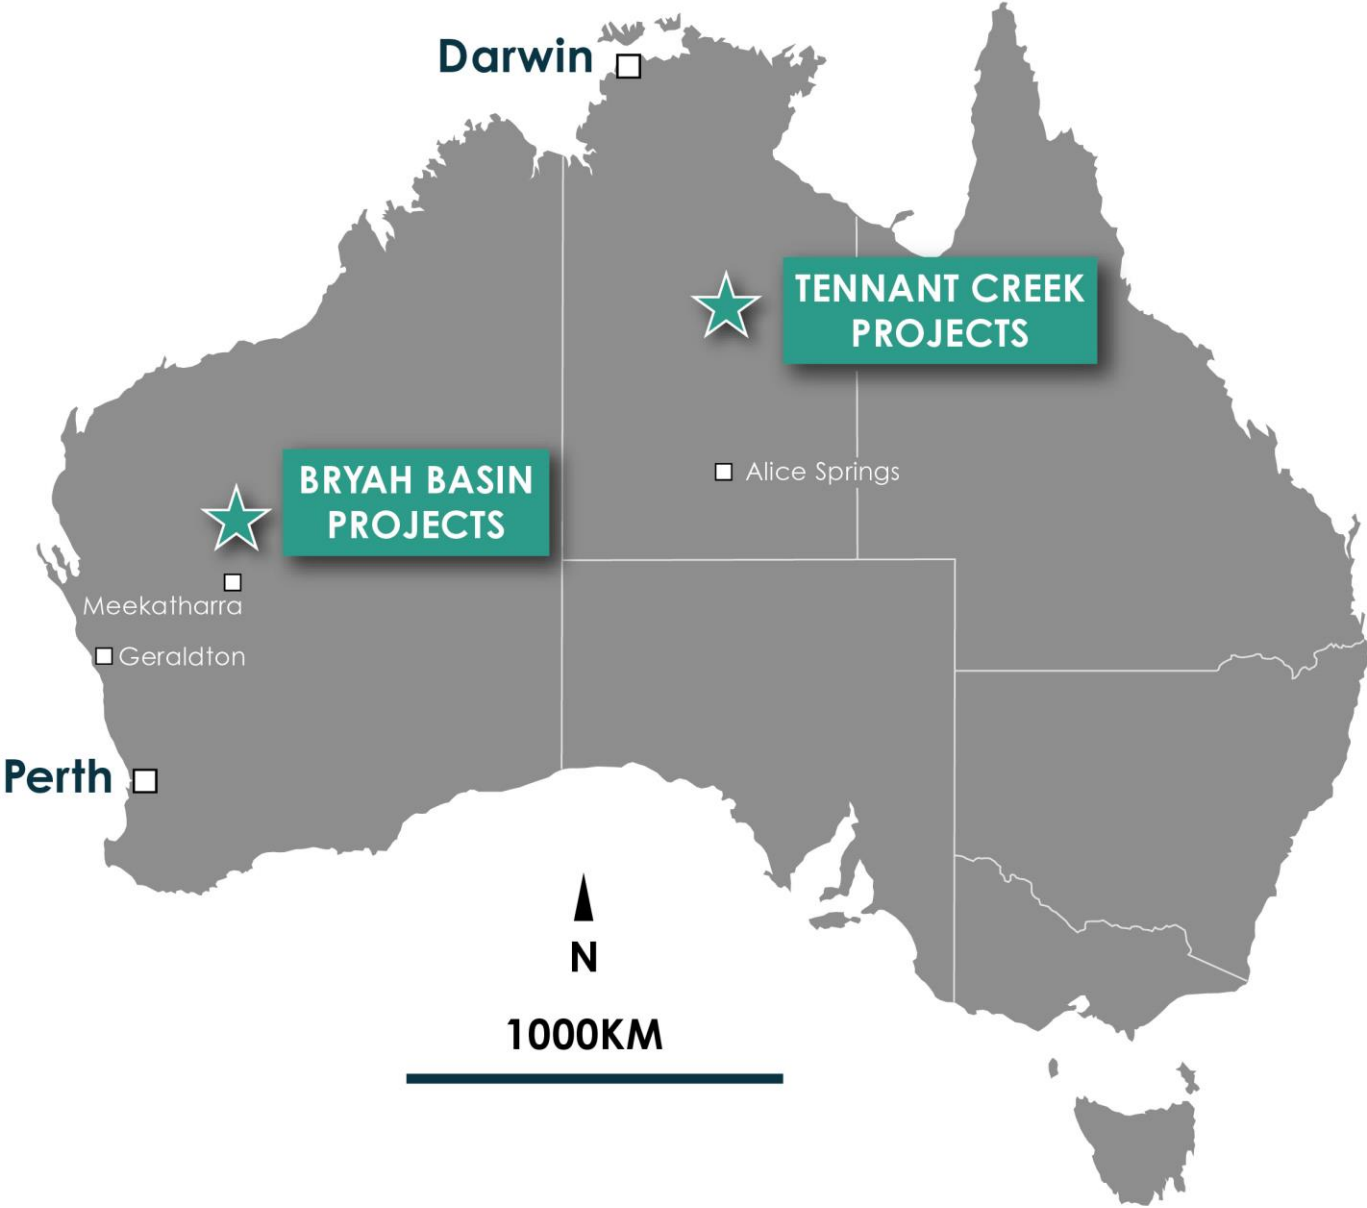 Darwin
TENNANT CREEK
PROJECTS
Alice Springs
BRYAH BASIN
PROJECTS
Meekatharra
Geraldton
Perth
N
1000KM